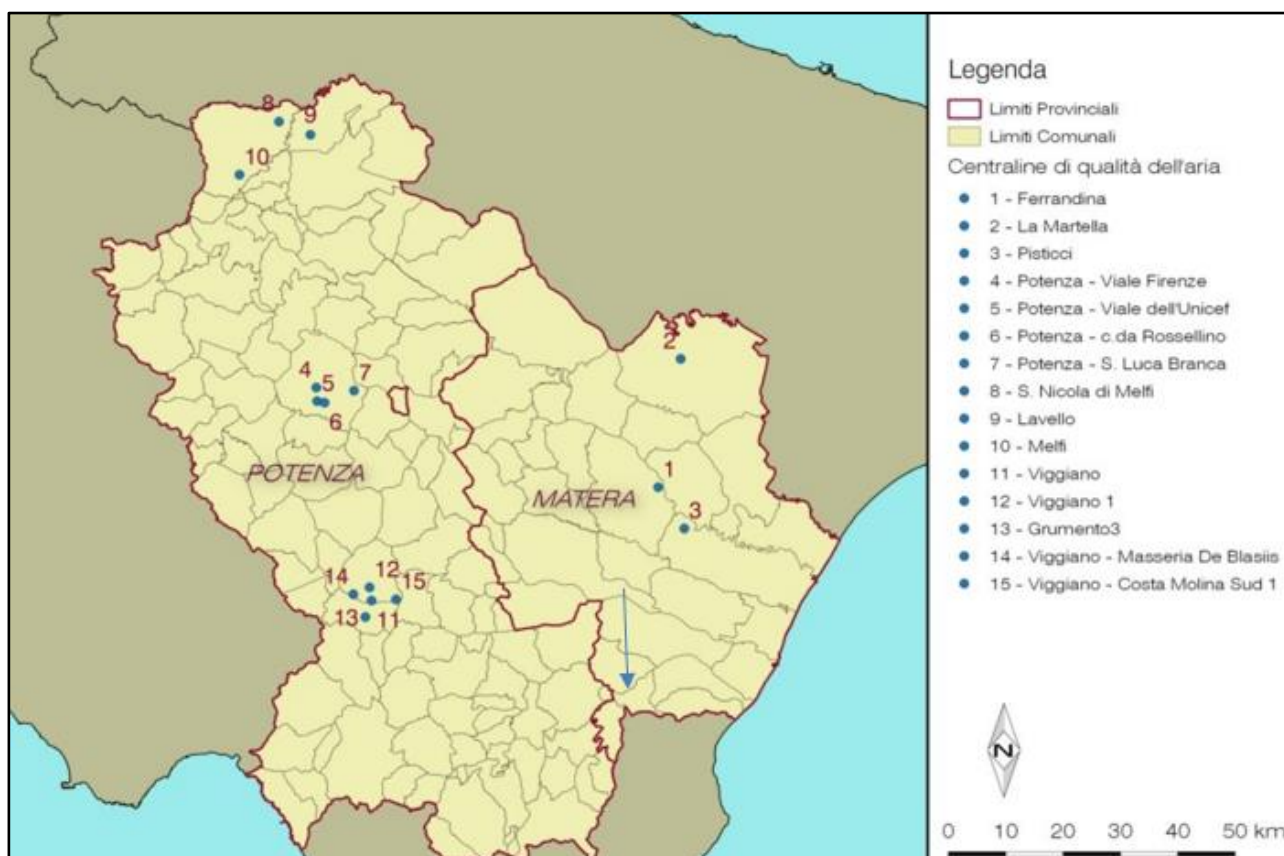 8
9
10
2
4
5
7
6
POTENZA
1
MATERA
3
12
14
15
13
11
Legenda
Limiti Provinciali
Limiti Comunali
Centraline di qualità dell'aria
1 - Ferrandina
2 - La Martella
3 - Pisticci
4 - Potenza - Viale Firenze
5 - Potenza - Viale dell'Unicef
6 - Potenza - c.da Rossellino
7 - Potenza - S. Luca Branca
8 - S. Nicola di Melfi
9 - Lavello
10 - Melfi
11 - Viggiano
12 - Viggiano 1
13 - Grumento3
14 - Viggiano - Masseria De Blasiis
15 - Viggiano - Costa Molina Sud 1
N
0 10 20 30 40 50 km